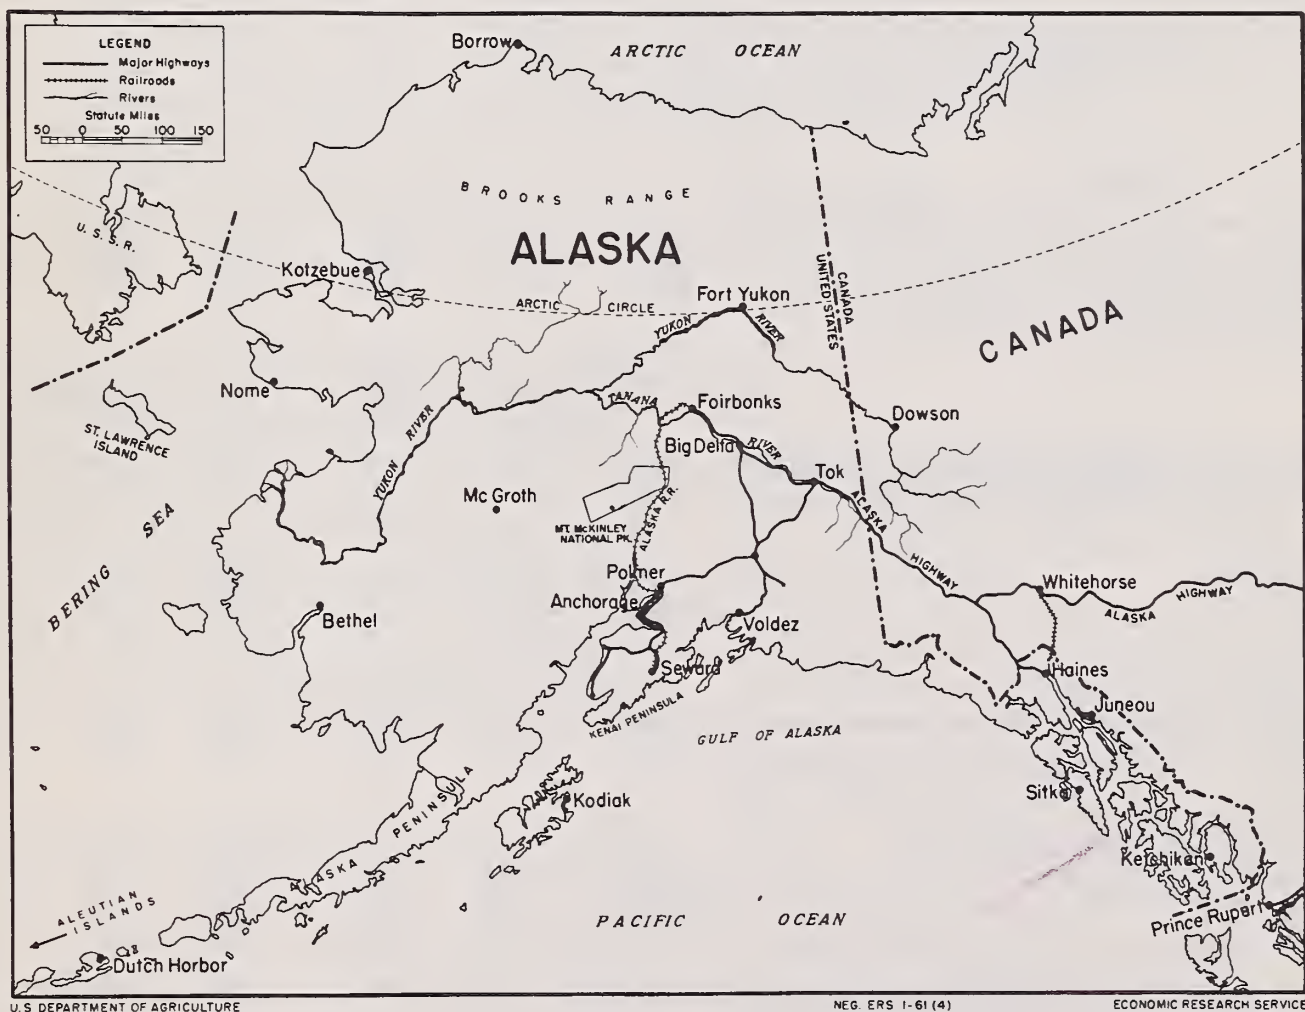 LEGEND
Major Highways
Railroads
Rivers
Statute Miles
50 0 50 100 150
Borrow
ARCTIC OCEAN
BROOKS RANGE
U.S.S.R.
ALASKA
Kotzebue
ARCTIC CIRCLE
Fort Yukon
YUKON RIVER
CANADA
UNITED STATES
CANADA
Nome
ST. LAWRENCE
ISLAND
YUKON RIVER
TANANA
RIVER
Foirbonks
Big Delta
Dowson
Tok
BERING SEA
Mc Groth
MT. McKINLEY
NATIONAL PK.
ALASKA R.R.
ALASKA
HIGHWAY
Polmer
Anchorage
Whitehorse
ALASKA HIGHWAY
Bethel
Voldez
Seward
Haines
KENAI PENINSULA
GULF OF ALASKA
Juneou
Sitka
Kodiak
ALASKA PENINSULA
Ketchikan
ALEUTIAN
ISLANDS
PACIFIC OCEAN
Prince Rupert
Dutch Horbor
U.S DEPARTMENT OF AGRICULTURE
NEG. ERS 1-61 (4)
ECONOMIC RESEARCH SERVICE